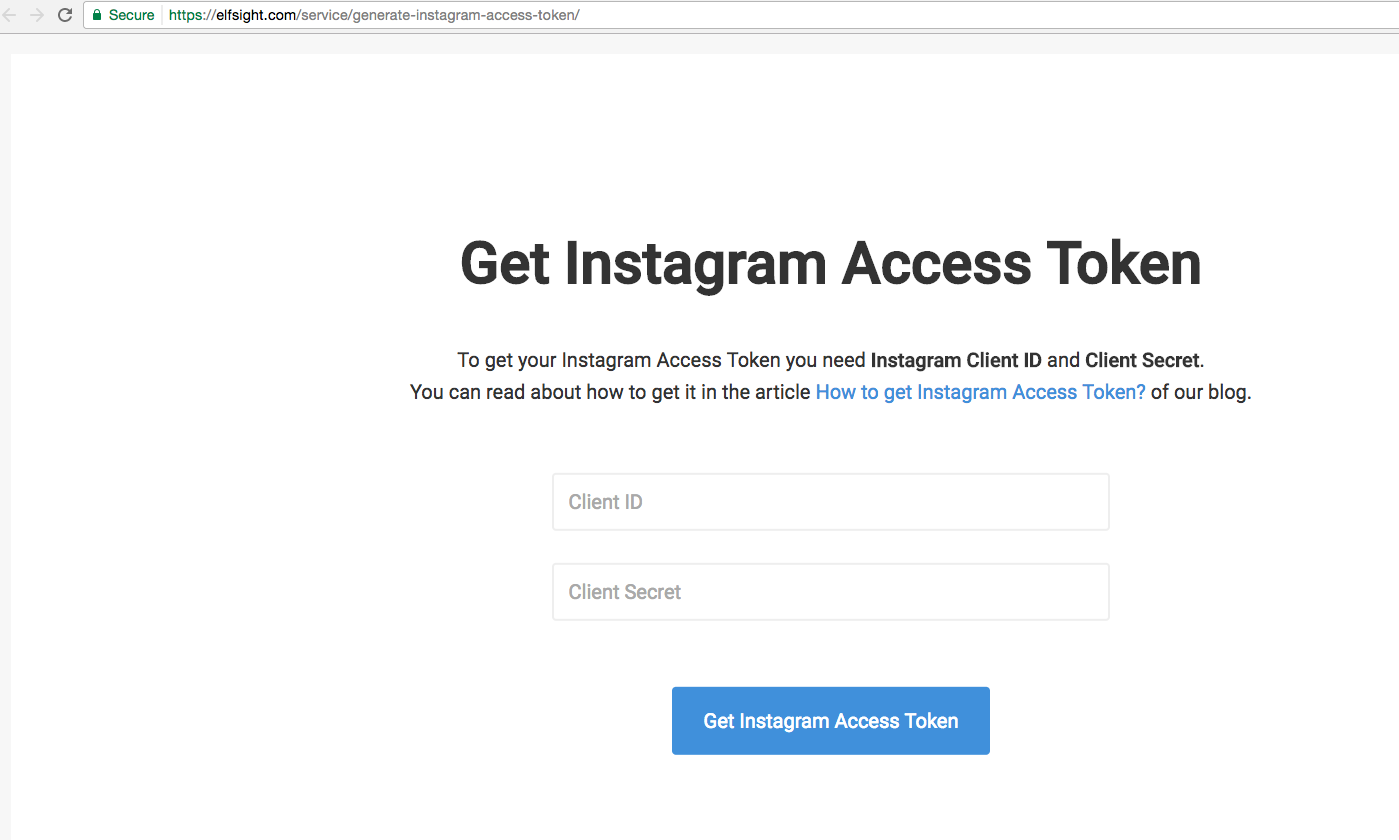 Secure https://elfsight.com/service/generate-instagram-access-token/
Get Instagram Access Token
To get your Instagram Access Token you need Instagram Client ID and Client Secret.
You can read about how to get it in the article How to get Instagram Access Token? of our blog.
Client ID
Client Secret
Get Instagram Access Token